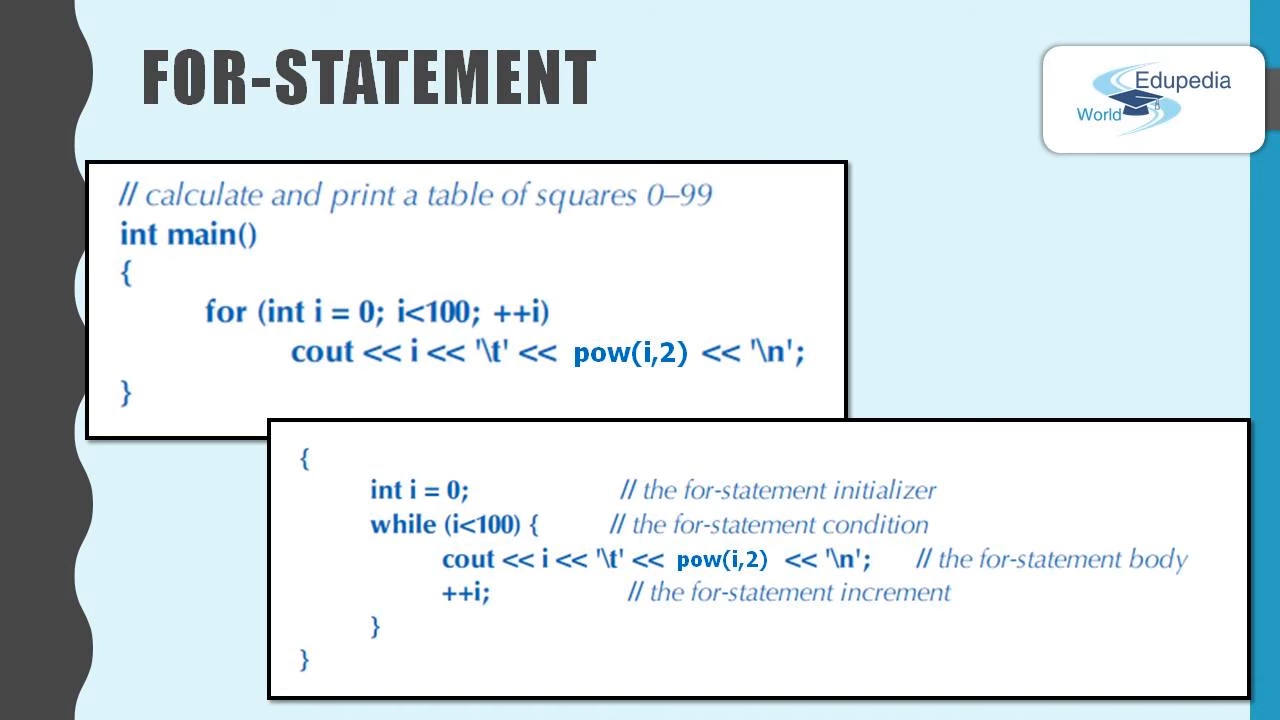 FOR-STATEMENT
Edupedia
World
// calculate and print a table of squares 0–99
int main()
{
for (int i = 0; i<100; ++i)
cout << i << '\t' << pow(i,2) << '\n';
}
{
int i = 0; // the for-statement initializer
while (i<100) { // the for-statement condition
cout << i << '\t' << pow(i,2) << '\n'; // the for-statement body
++i; // the for-statement increment
}
}